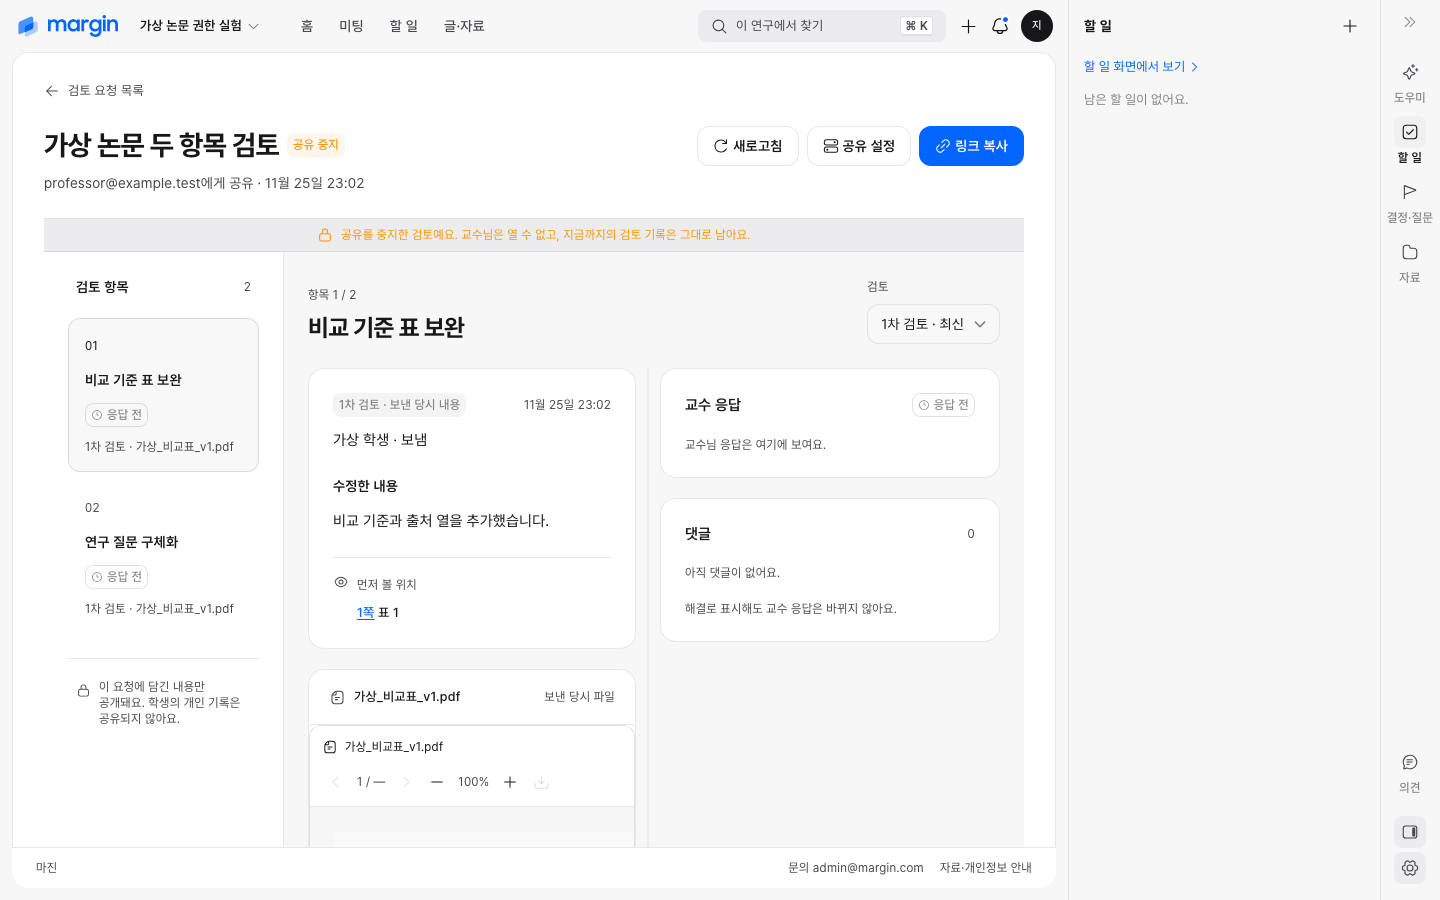 margin
가상 논문 권한 실험
홈
미팅
할 일
글·자료
이 연구에서 찾기
⌘ K
지
검토 요청 목록
가상 논문 두 항목 검토
공유 중지
새로고침
공유 설정
링크 복사
professor@example.test에게 공유 · 11월 25일 23:02
공유를 중지한 검토예요. 교수님은 열 수 없고, 지금까지의 검토 기록은 그대로 남아요.
검토 항목
2
01
비교 기준 표 보완
응답 전
1차 검토 · 가상_비교표_v1.pdf
02
연구 질문 구체화
응답 전
1차 검토 · 가상_비교표_v1.pdf
이 요청에 담긴 내용만
공개돼요. 학생의 개인 기록은
공유되지 않아요.
항목 1 / 2
비교 기준 표 보완
검토
1차 검토 · 최신
1차 검토 · 보낸 당시 내용
11월 25일 23:02
가상 학생 · 보냄
수정한 내용
비교 기준과 출처 열을 추가했습니다.
먼저 볼 위치
1쪽 표 1
가상_비교표_v1.pdf
보낸 당시 파일
가상_비교표_v1.pdf
1 / —
100%
교수 응답
응답 전
교수님 응답은 여기에 보여요.
댓글
0
아직 댓글이 없어요.
해결로 표시해도 교수 응답은 바뀌지 않아요.
마진
문의 admin@margin.com
자료·개인정보 안내
할 일
할 일 화면에서 보기
남은 할 일이 없어요.
도우미
할 일
결정·질문
자료
의견